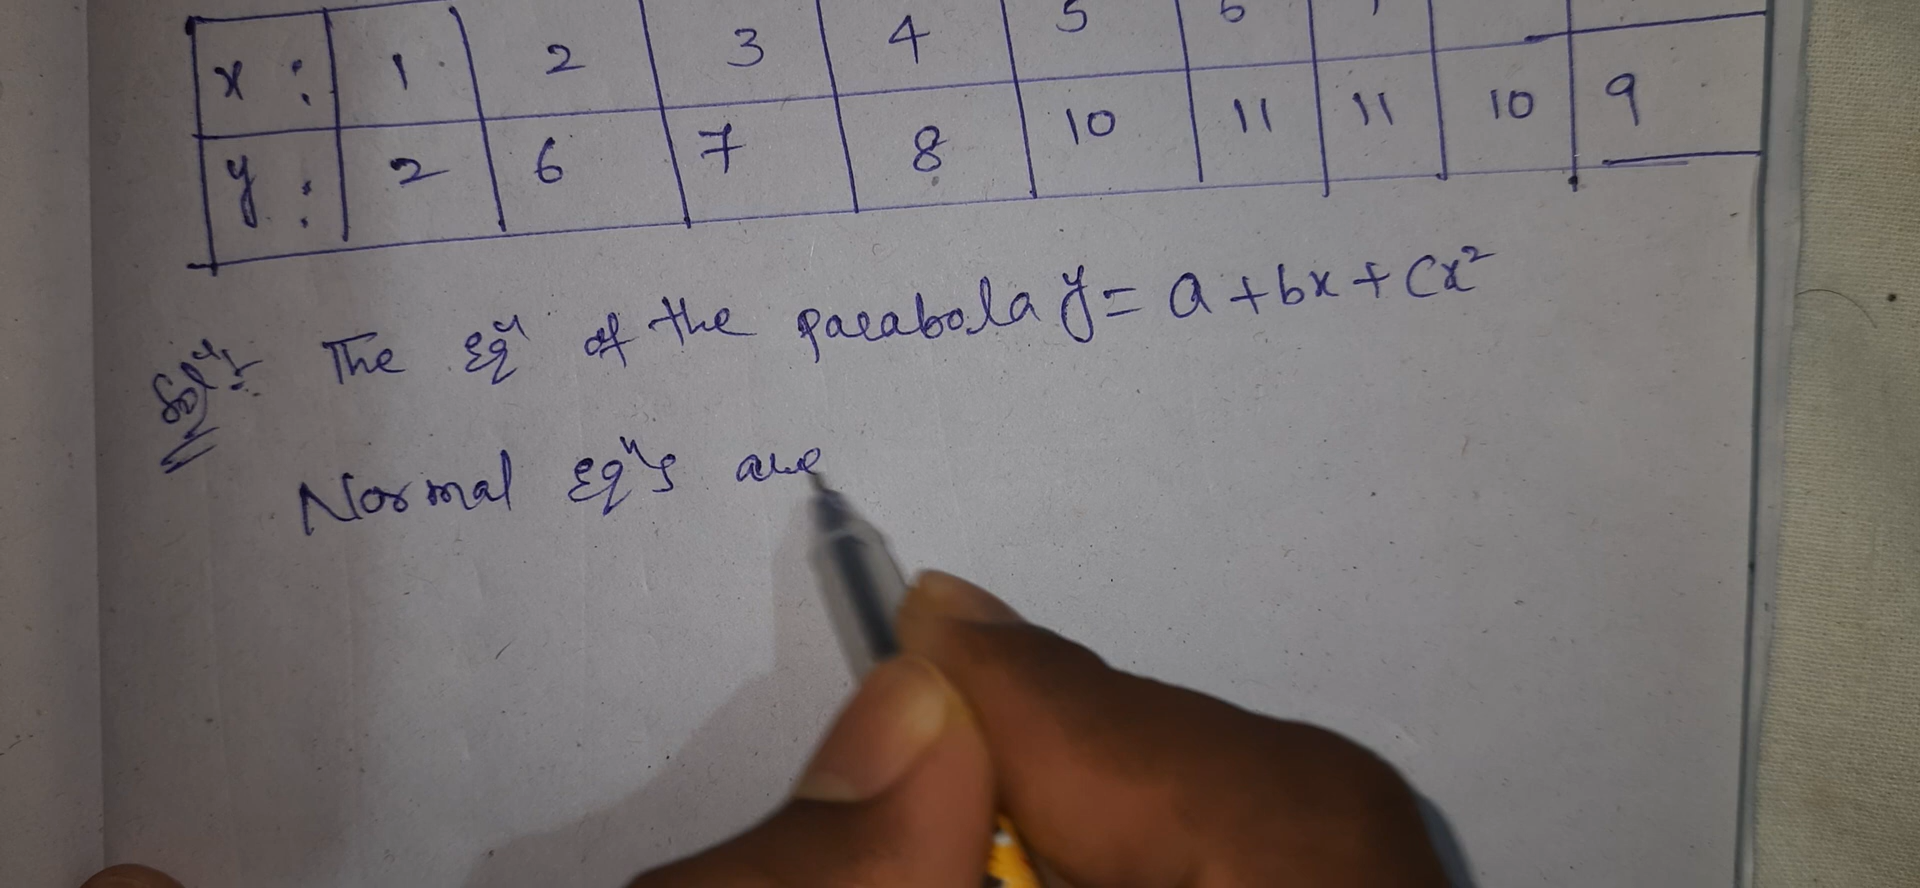 x : 1 2 3 4 5 6
y : 2 6 7 8 10 11 11 10 9
Solⁿ: The Eqⁿ of the parabola y = a + bx + cx²
Normal Eqⁿs are